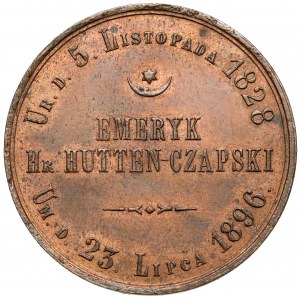 Ur. d. 5. Listopada 1828
EMERYK
Hr. HUTTEN-CZAPSKI
Um. d. 23. Lipca 1896.